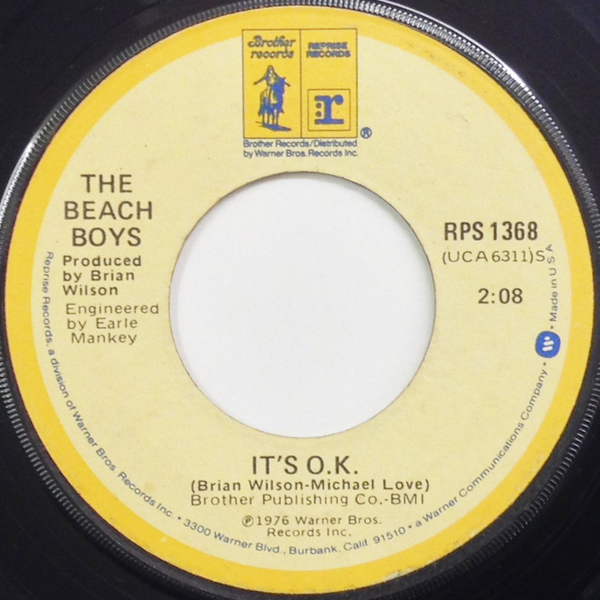 Brother
records
REPRISE
RECORDS
r
®
Brother Records/Distributed
by Warner Bros. Records Inc.
THE
BEACH
BOYS
Produced
by Brian
Wilson
Engineered
by Earle
Mankey
RPS 1368
(UCA6311)S
2:08
IT'S O.K.
(Brian Wilson-Michael Love)
Brother Publishing Co.-BMI
℗1976 Warner Bros.
Records Inc.
Reprise Records, a division of Warner Bros. Records Inc. • 3300 Warner Blvd., Burbank, Calif. 91510 • a Warner Communications Company • W • Made in U.S.A.